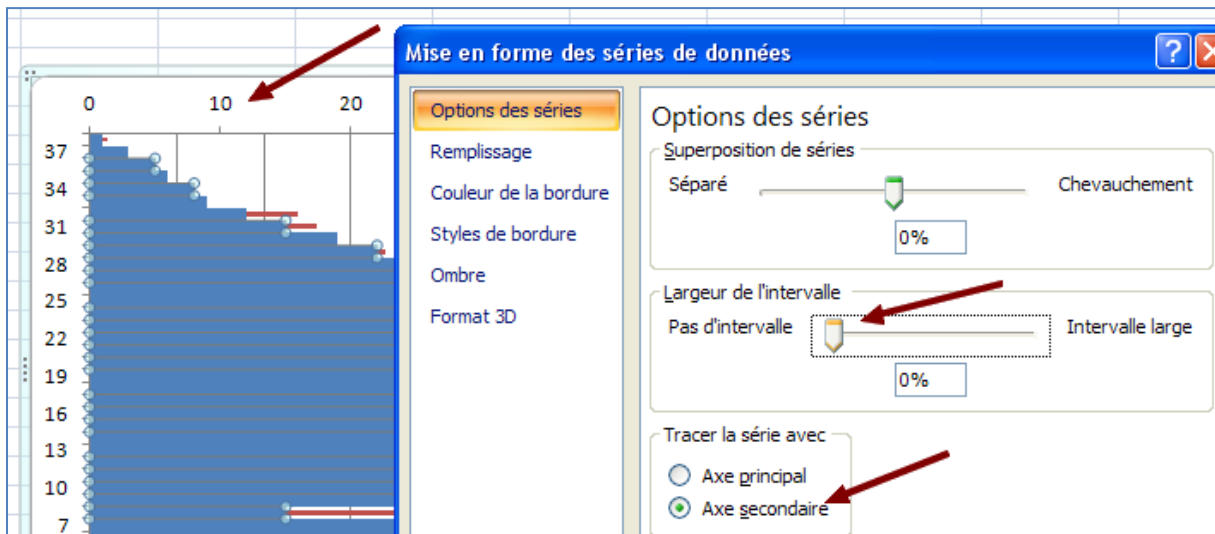 Mise en forme des séries de données
?
0 10 20
37
34
31
28
25
22
19
16
13
10
7
Options des séries
Remplissage
Couleur de la bordure
Styles de bordure
Ombre
Format 3D
Options des séries
Superposition de séries
Séparé Chevauchement
0%
Largeur de l'intervalle
Pas d'intervalle Intervalle large
0%
Tracer la série avec
Axe principal
Axe secondaire